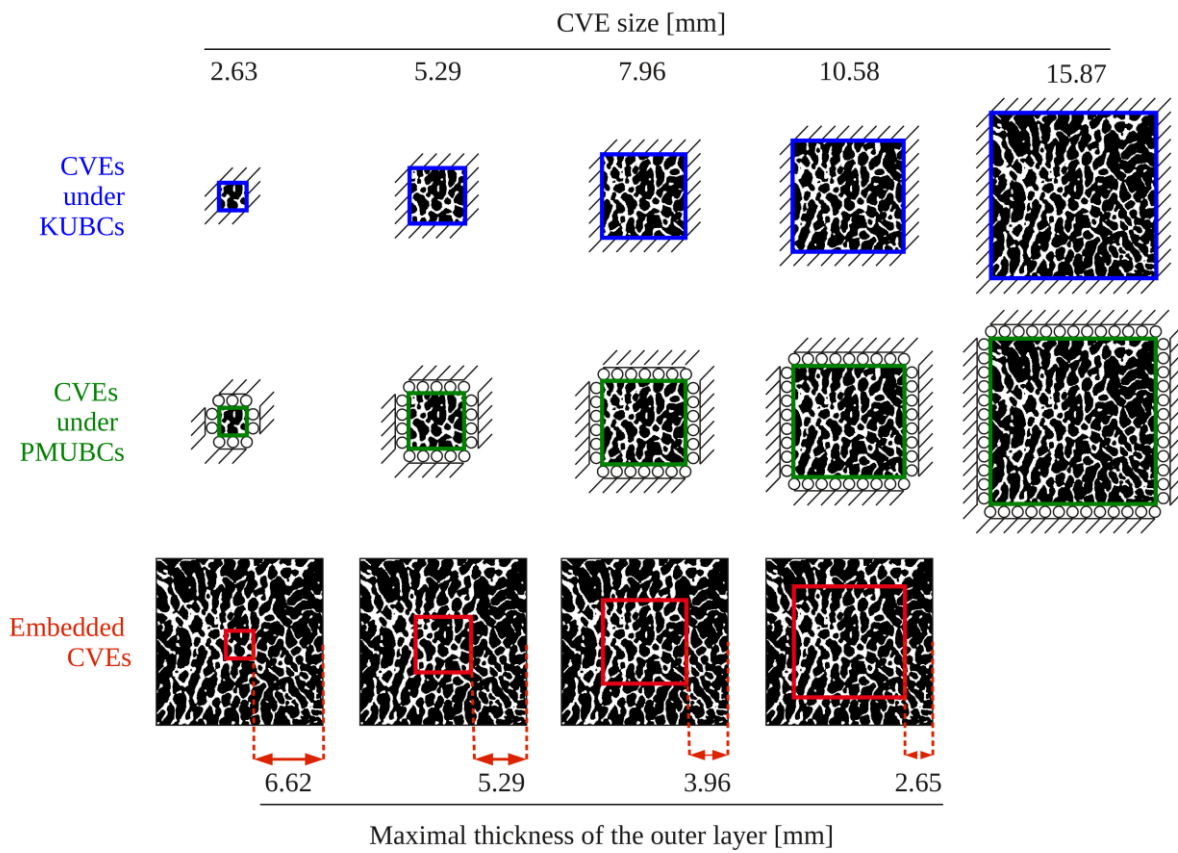 CVE size [mm]
2.63 5.29 7.96 10.58 15.87
CVEs
under
KUBCs
CVEs
under
PMUBCs
Embedded
CVEs
6.62 5.29 3.96 2.65
Maximal thickness of the outer layer [mm]